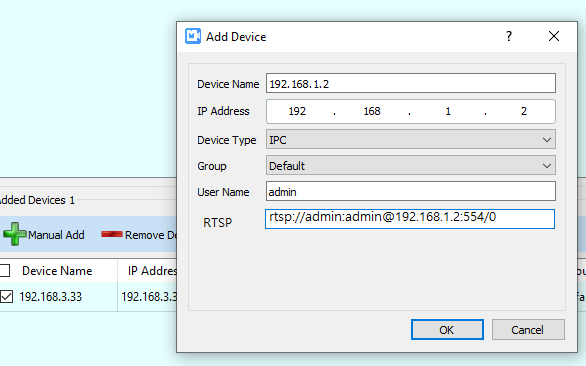 Add Device
?
Device Name 192.168.1.2
IP Address 192 . 168 . 1 . 2
Device Type IPC
Group Default
User Name admin
RTSP rtsp://admin:admin@192.168.1.2:554/0
OK Cancel
Added Devices 1
Manual Add Remove De
Device Name IP Addres
192.168.3.33 192.168.3.3